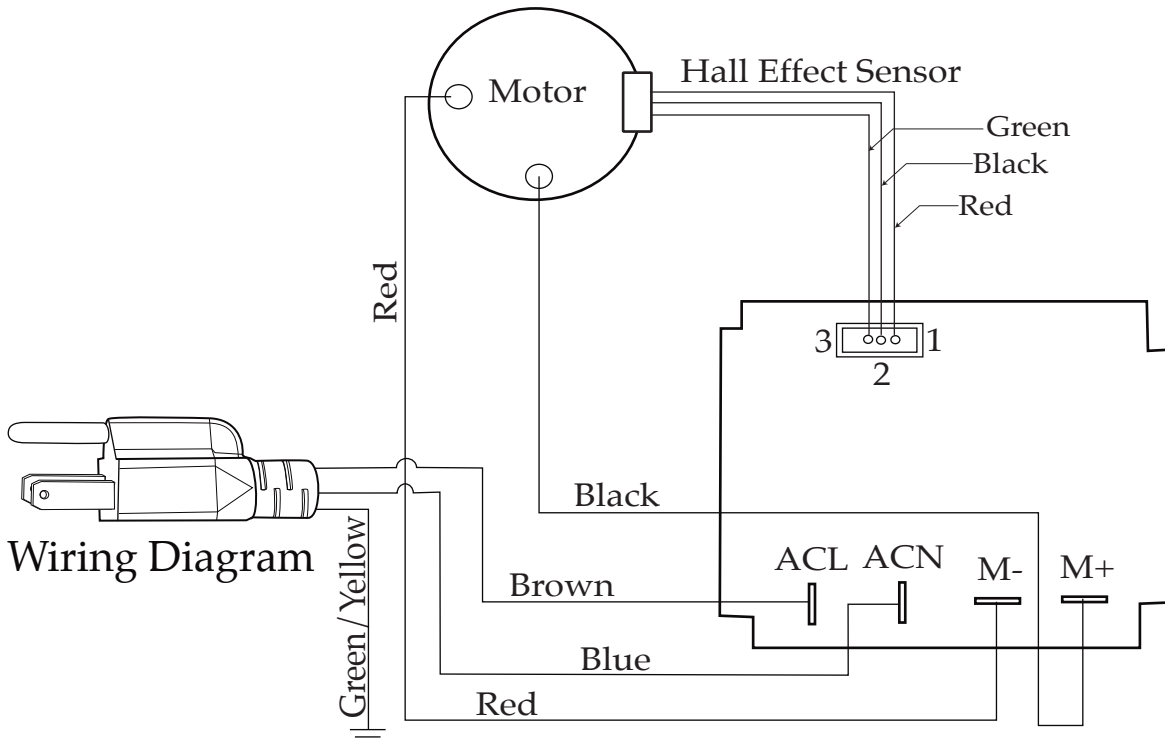 Motor
Hall Effect Sensor
Green
Black
Red
Red
3
1
2
Black
Wiring Diagram
Green / Yellow
ACL
ACN
M-
M+
Brown
Blue
Red